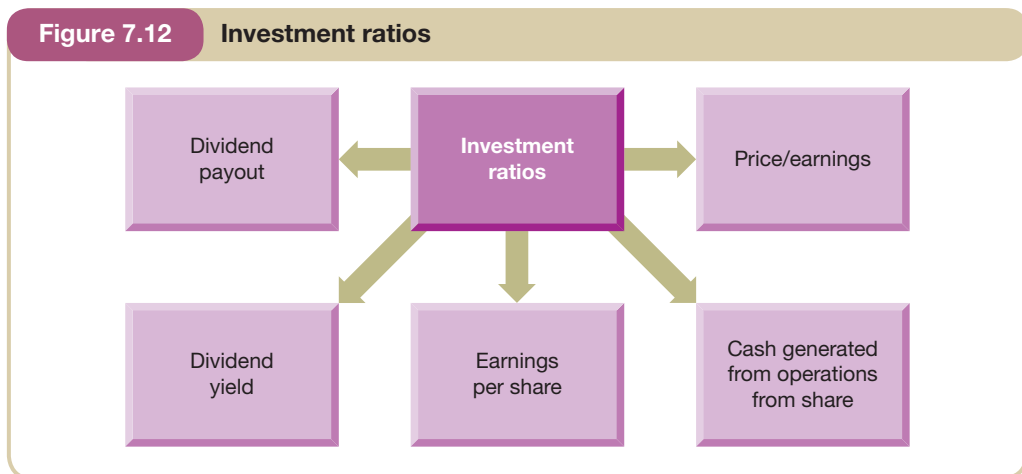 Figure 7.12 Investment ratios
Dividend
payout
Investment
ratios
Price/earnings
Dividend
yield
Earnings
per share
Cash generated
from operations
from share